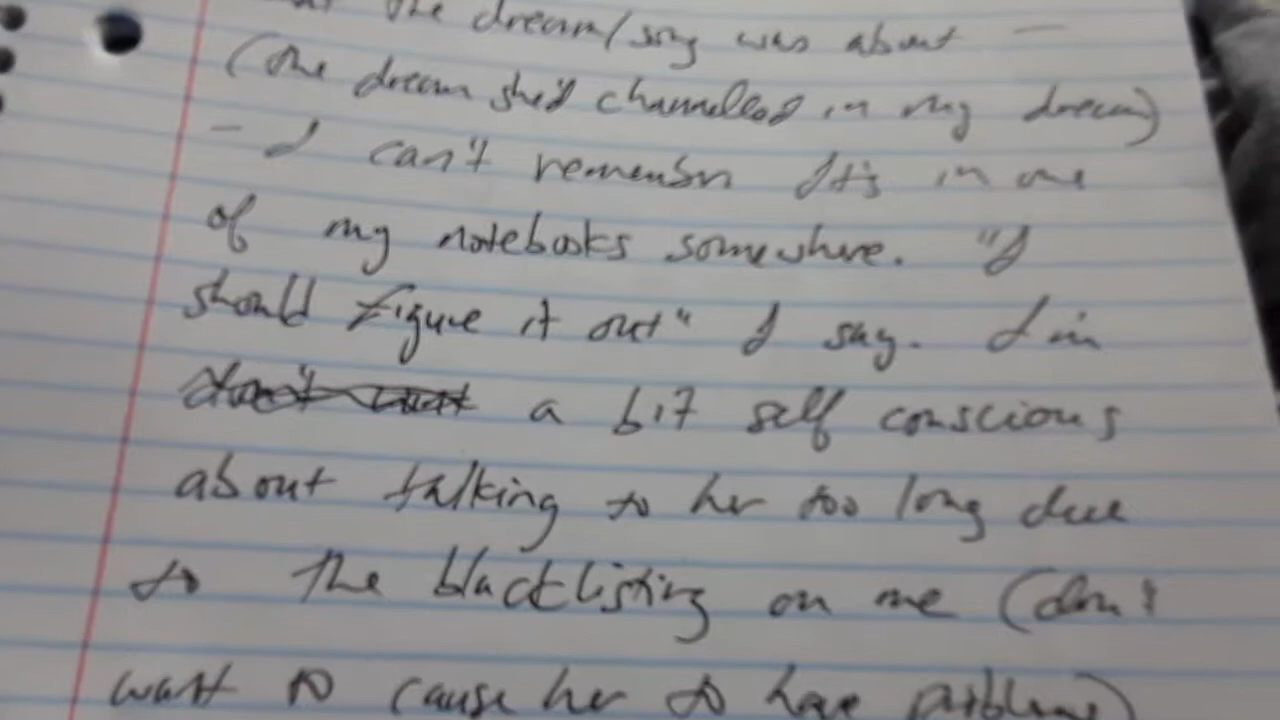 the dream/song was about —
(the dream she'd channelled in my dream)
- I can't remember It's in one
of my notebooks somewhere. "I
should figure it out" I say. I'm
a bit self conscious
about talking to her too long due
to the blacklisting on me (don't
want to cause her to have problems)